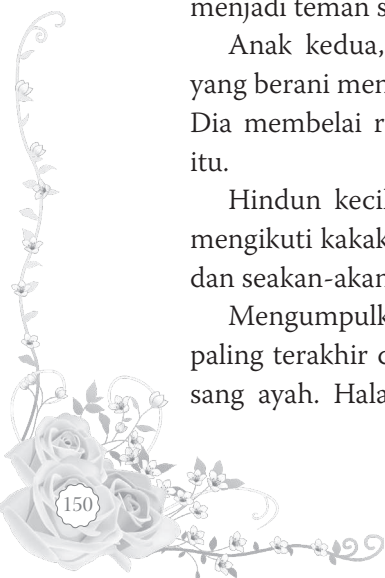 menjadi teman s
Anak kedua,
yang berani men
Dia membelai r
itu.
Hindun kecil
mengikuti kakak
dan seakan-akan
Mengumpulk
paling terakhir d
sang ayah. Hala
150